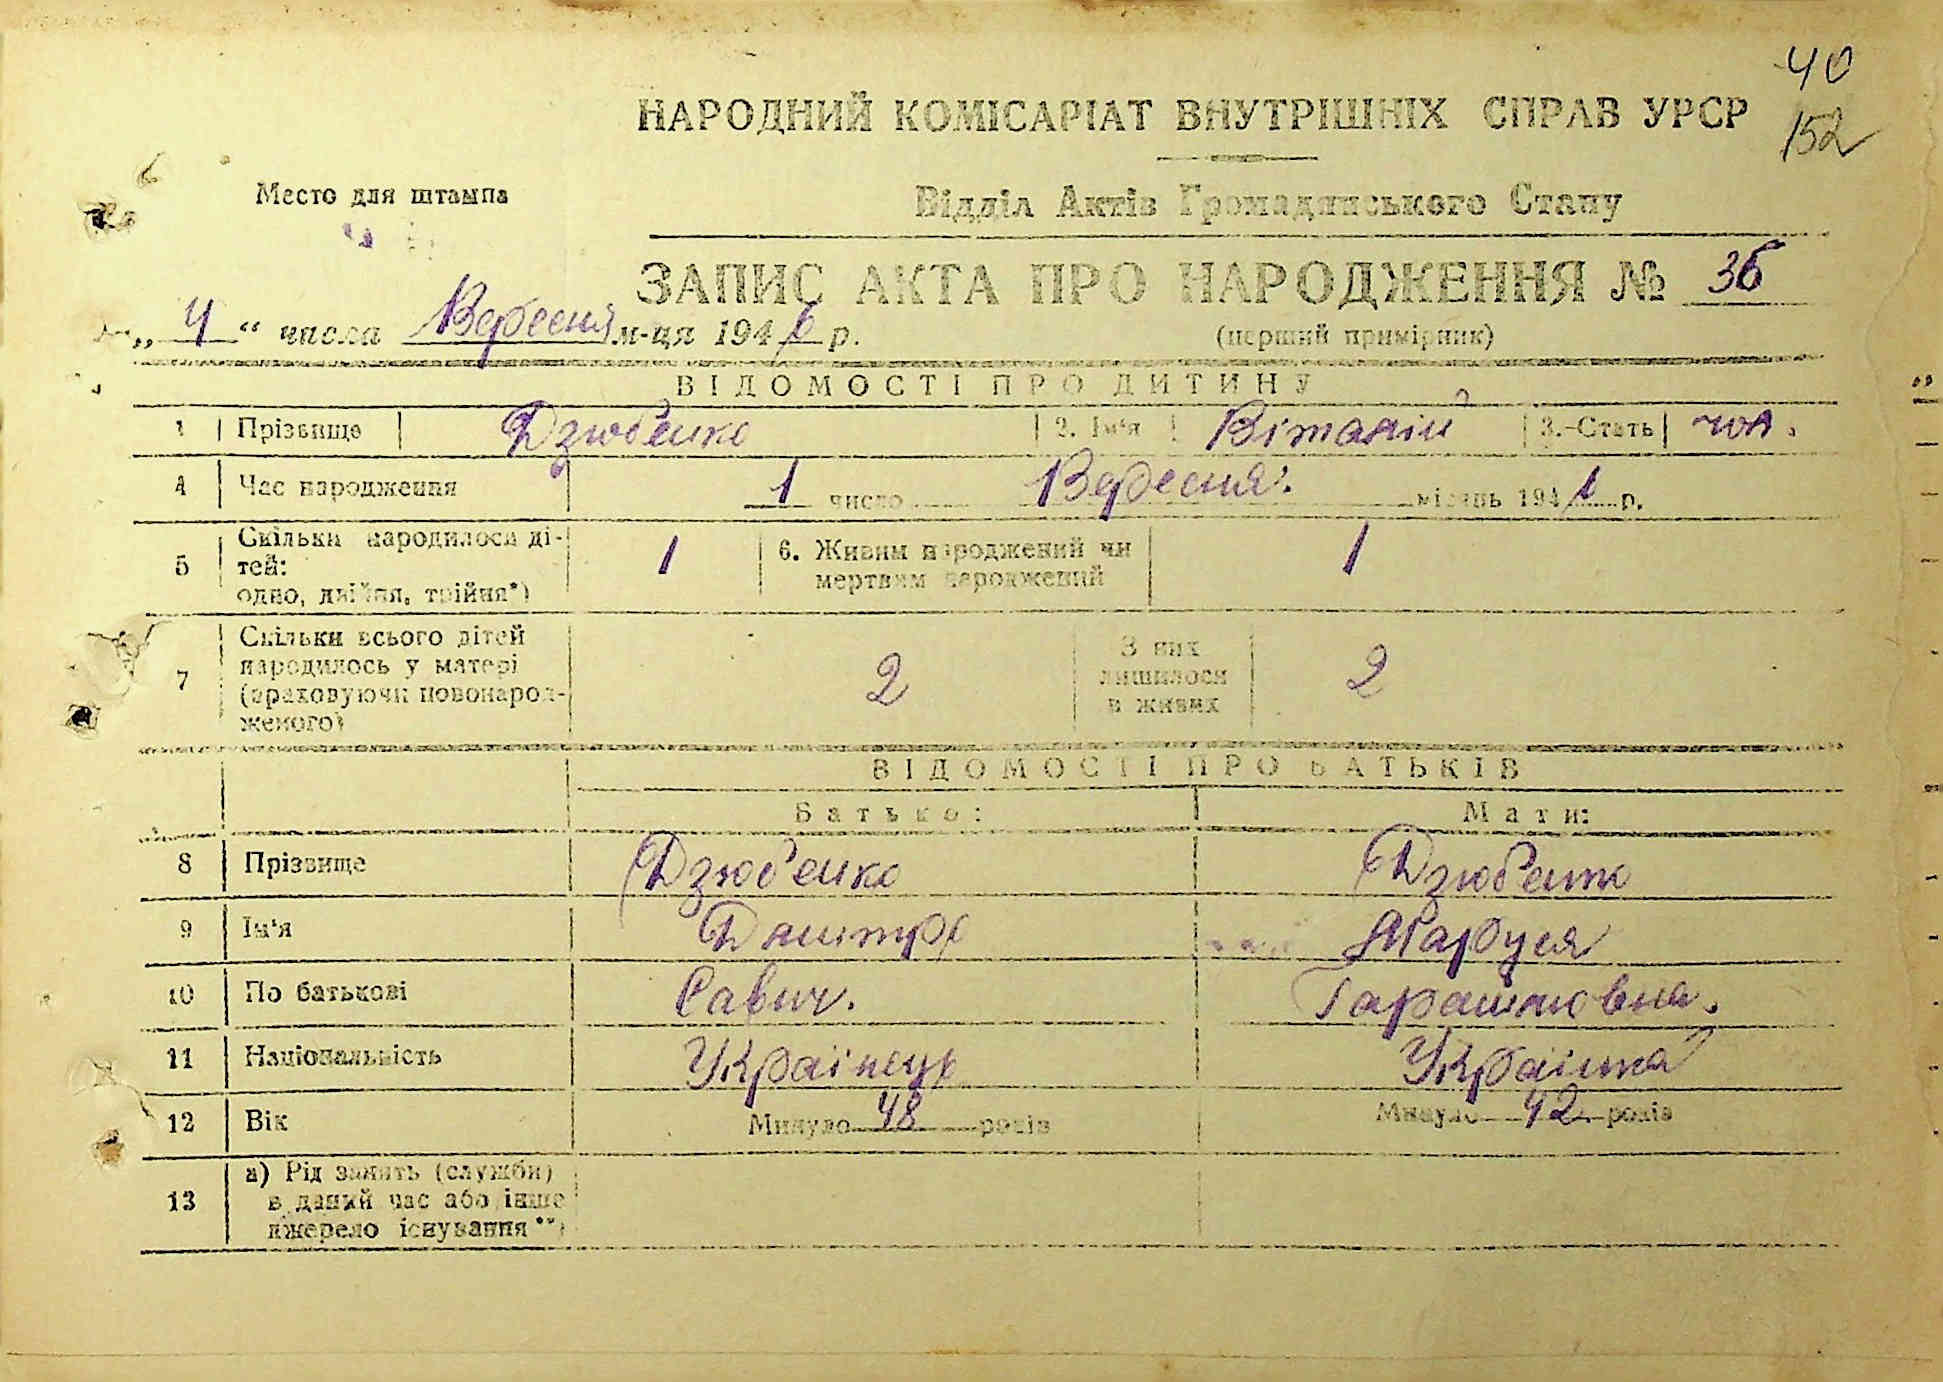 40
152
НАРОДНИЙ КОМІСАРІАТ ВНУТРІШНІХ СПРАВ УРСР
Место для штампа
Відділ Актів Громадянського Стану
ЗАПИС АКТА ПРО НАРОДЖЕННЯ № 36
„4“ числа Вересня м-ця 194 р.
(перший примірник)
ВІДОМОСТІ ПРО ДИТИНУ
1 Прізвище Дзюбенко 2. Ім'я Віталій 3.-Стать чол.
4 Час народження 1 число Вересня. місяць 194 р.
5 Скільки народилося ді-
тей:
одно, двійня, трійня*)
1
6. Живим народжений чи
мертвим народжений
1
7 Скільки всього дітей
народилось у матері
(враховуючи новонарод-
женого)
2
З них
лишилося
в живих
2
ВІДОМОСТІ ПРО БАТЬКІВ
Батько: Мати:
8 Прізвище Дзюбенко Дзюбенко
9 Ім'я Дмитро Маруся
10 По батькові Савич.
11 Національність Українець Українка
12 Вік Минуло 48 років Минуло 42 років
13 а) Рід занять (служби)
в даний час або інше
джерело існування**)